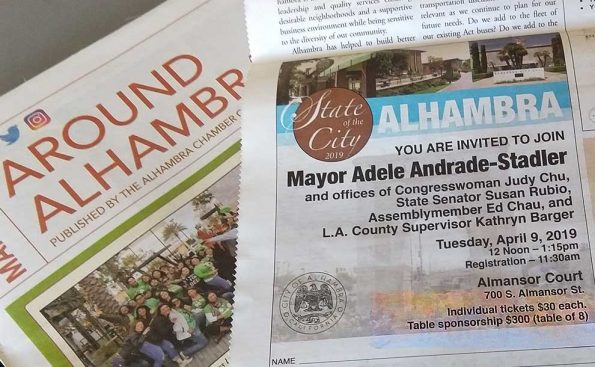 AROUND
ALHAMBRA
PUBLISHED BY THE ALHAMBRA CHAMBER
leadership and quality services
desirable neighborhoods and a supportive
business environment while being sensitive
to the diversity of our community.
Alhambra has helped to build better
relevant as we continue to plan for our
future needs. Do we add to the fleet of
our existing Act buses? Do we add to the
State
of the
City
2019
ALHAMBRA
YOU ARE INVITED TO JOIN
Mayor Adele Andrade-Stadler
and offices of Congresswoman Judy Chu,
State Senator Susan Rubio,
Assemblymember Ed Chau, and
L.A. County Supervisor Kathryn Barger
Tuesday, April 9, 2019
12 Noon – 1:15pm
Registration – 11:30am
Almansor Court
700 S. Almansor St.
Individual tickets $30 each.
Table sponsorship $300 (table of 8)
CITY OF ALHAMBRA
CALIFORNIA
NAME